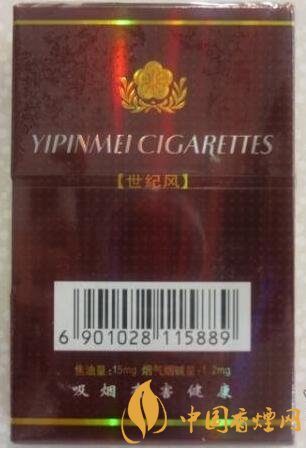 YIPINMEI CIGARETTES
【世纪风】
6 901028 115889
焦油量:15mg 烟气烟碱量:1.2mg
吸烟有害健康
中国香烟网